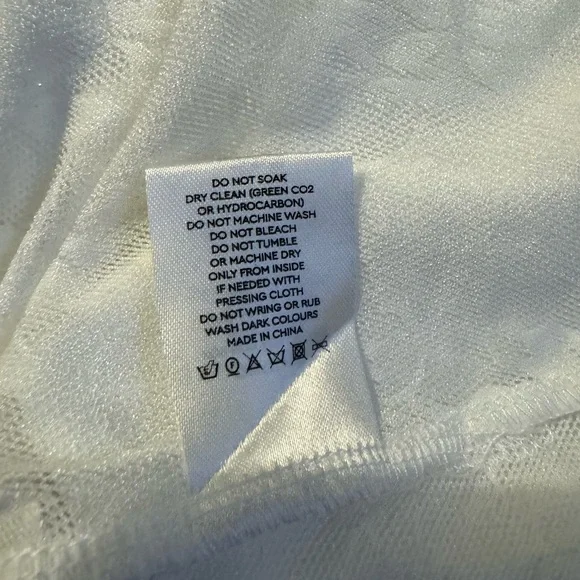 DO NOT SOAK
DRY CLEAN (GREEN CO2
OR HYDROCARBON)
DO NOT MACHINE WASH
DO NOT BLEACH
DO NOT TUMBLE
OR MACHINE DRY
ONLY FROM INSIDE
IF NEEDED WITH
PRESSING CLOTH
DO NOT WRING OR RUB
WASH DARK COLOURS
MADE IN CHINA
F